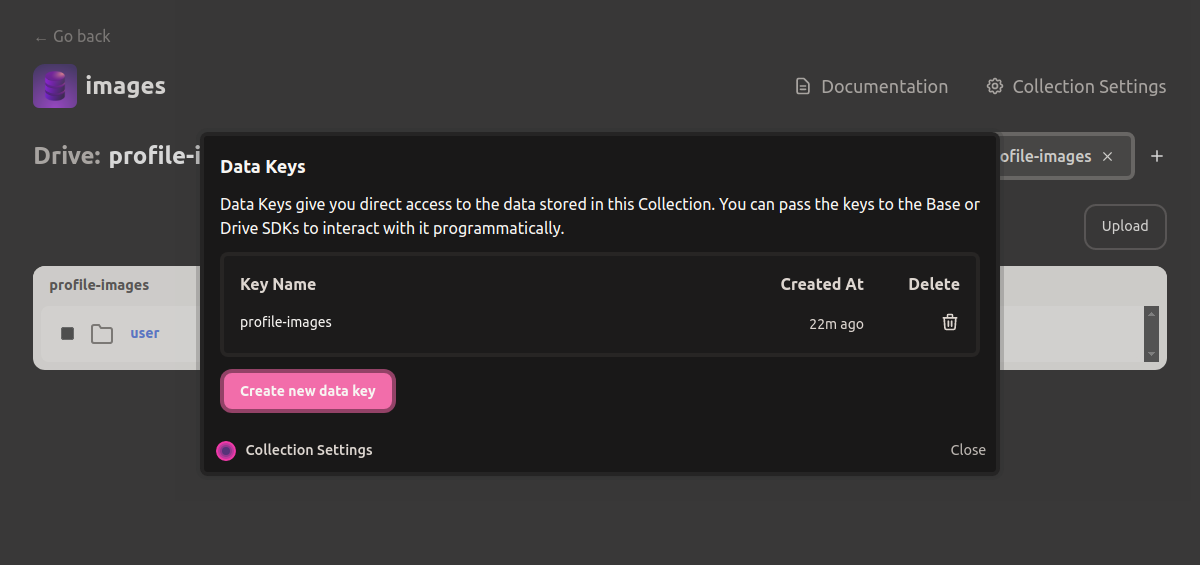 ← Go back
images
Documentation
Collection Settings
Drive: profile-i
ofile-images × +
Data Keys
Data Keys give you direct access to the data stored in this Collection. You can pass the keys to the Base or
Drive SDKs to interact with it programmatically.
Upload
profile-images
Key Name Created At Delete
profile-images 22m ago
user
Create new data key
Collection Settings
Close